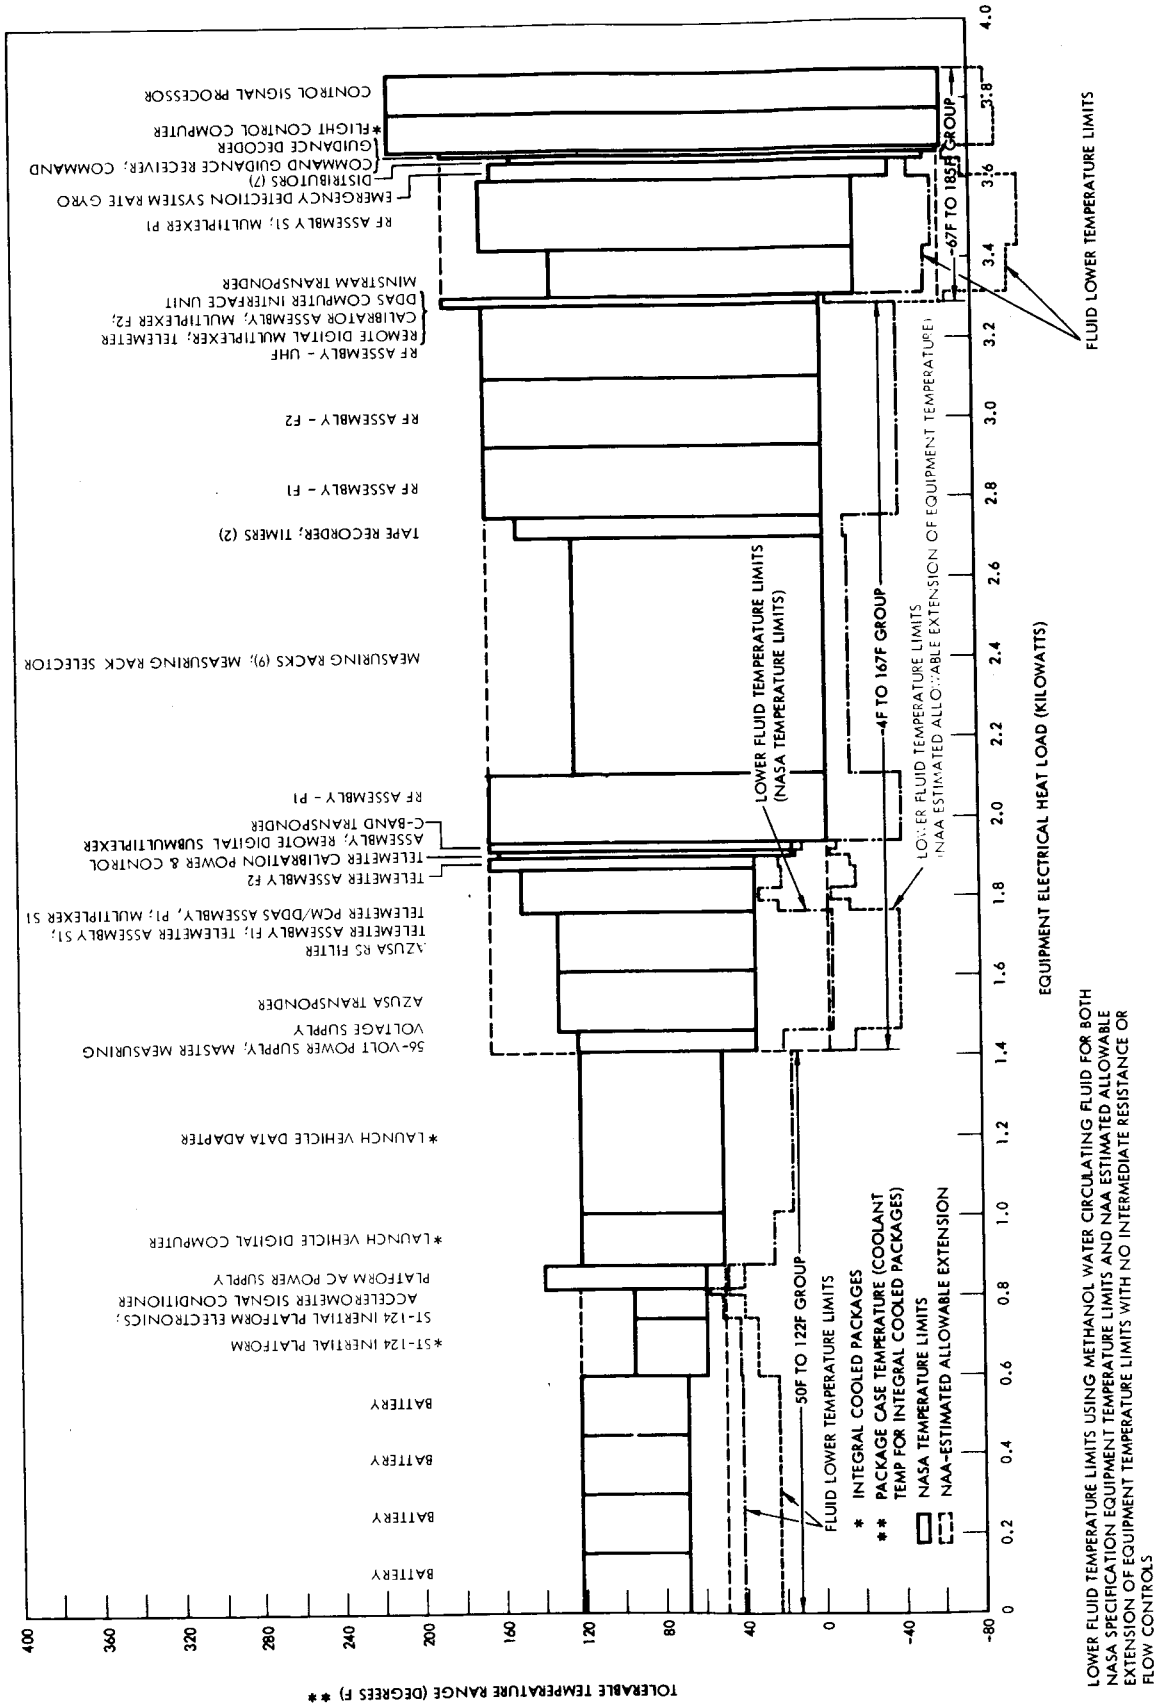 TOLERABLE TEMPERATURE RANGE (DEGREES F) **
400
360
320
280
240
200
160
120
80
40
0
-40
-80
BATTERY
BATTERY
BATTERY
BATTERY
*ST-124 INERTIAL PLATFORM
ST-124 INERTIAL PLATFORM ELECTRONICS;
ACCELEROMETER SIGNAL CONDITIONER
PLATFORM AC POWER SUPPLY
*LAUNCH VEHICLE DIGITAL COMPUTER
*LAUNCH VEHICLE DATA ADAPTER
56-VOLT POWER SUPPLY, MASTER MEASURING
VOLTAGE SUPPLY
AZUSA TRANSPONDER
AZUSA RS FILTER
TELEMETER ASSEMBLY F1; TELEMETER ASSEMBLY S1;
TELEMETER PCM/DDAS ASSEMBLY, P1; MULTIPLEXER S1
TELEMETER ASSEMBLY F2
TELEMETER CALIBRATION POWER & CONTROL
ASSEMBLY, REMOTE DIGITAL SUBMULTIPLEXER
C-BAND TRANSPONDER
RF ASSEMBLY - P1
MEASURING RACKS (9); MEASURING RACK SELECTOR
TAPE RECORDER; TIMERS (2)
RF ASSEMBLY - F1
RF ASSEMBLY - F2
RF ASSEMBLY - UHF
REMOTE DIGITAL MULTIPLEXER; TELEMETER
CALIBRATOR ASSEMBLY; MULTIPLEXER F2;
DDAS COMPUTER INTERFACE UNIT
MINSTRAM TRANSPONDER
RF ASSEMBLY S1; MULTIPLEXER P1
EMERGENCY DETECTION SYSTEM RATE GYRO
DISTRIBUTORS (7)
COMMAND GUIDANCE RECEIVER; COMMAND
GUIDANCE DECODER
*FLIGHT CONTROL COMPUTER
CONTROL SIGNAL PROCESSOR
50F TO 122F GROUP
-4F TO 167F GROUP
-67F TO 185F GROUP
FLUID LOWER TEMPERATURE LIMITS
LOWER FLUID TEMPERATURE LIMITS
(NASA TEMPERATURE LIMITS)
LOWER FLUID TEMPERATURE LIMITS
(NAA ESTIMATED ALLOWABLE EXTENSION OF EQUIPMENT TEMPERATURE)
FLUID LOWER TEMPERATURE LIMITS
* INTEGRAL COOLED PACKAGES
** PACKAGE CASE TEMPERATURE (COOLANT
TEMP FOR INTEGRAL COOLED PACKAGES)
NASA TEMPERATURE LIMITS
NAA-ESTIMATED ALLOWABLE EXTENSION
0
0.2
0.4
0.6
0.8
1.0
1.2
1.4
1.6
1.8
2.0
2.2
2.4
2.6
2.8
3.0
3.2
3.4
3.6
3.8
4.0
EQUIPMENT ELECTRICAL HEAT LOAD (KILOWATTS)
LOWER FLUID TEMPERATURE LIMITS USING METHANOL WATER CIRCULATING FLUID FOR BOTH
NASA SPECIFICATION EQUIPMENT TEMPERATURE LIMITS AND NAA ESTIMATED ALLOWABLE
EXTENSION OF EQUIPMENT TEMPERATURE LIMITS WITH NO INTERMEDIATE RESISTANCE OR
FLOW CONTROLS